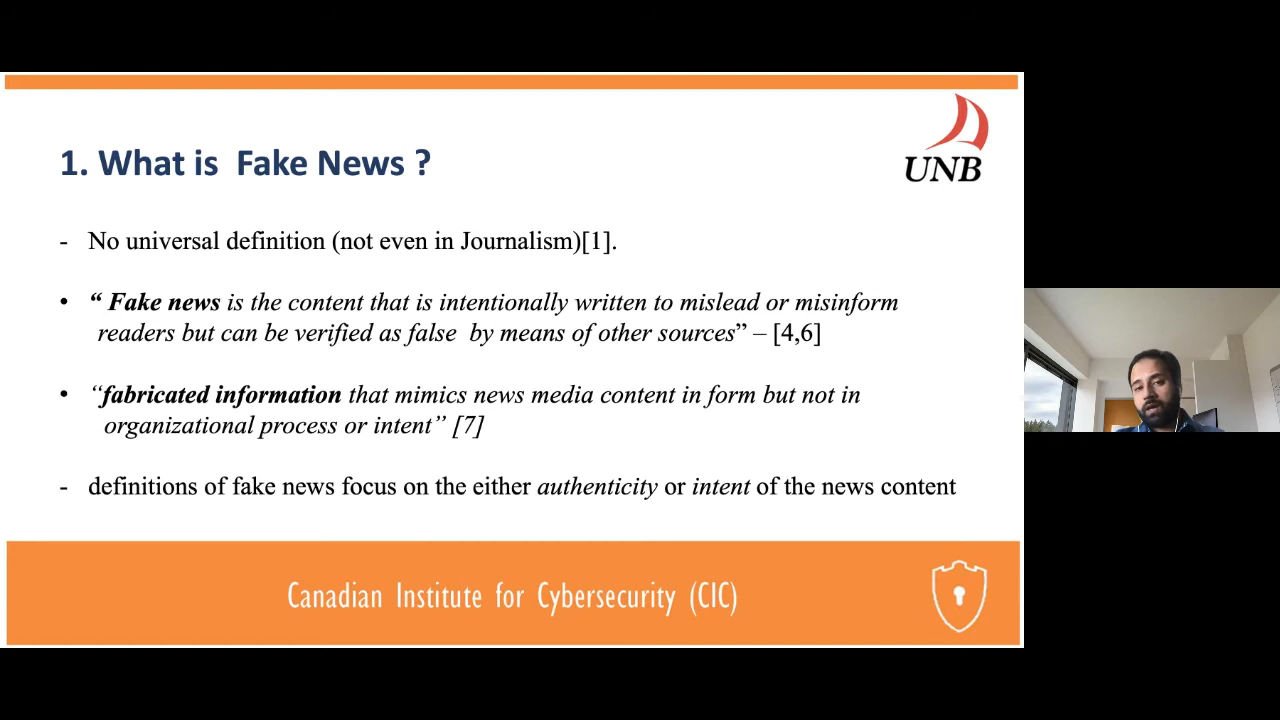 UNB
1. What is  Fake News ?
- No universal definition (not even in Journalism)[1].
• “ Fake news is the content that is intentionally written to mislead or misinform
readers but can be verified as false  by means of other sources” – [4,6]
• “fabricated information that mimics news media content in form but not in
organizational process or intent” [7]
- definitions of fake news focus on the either authenticity or intent of the news content
Canadian Institute for Cybersecurity (CIC)